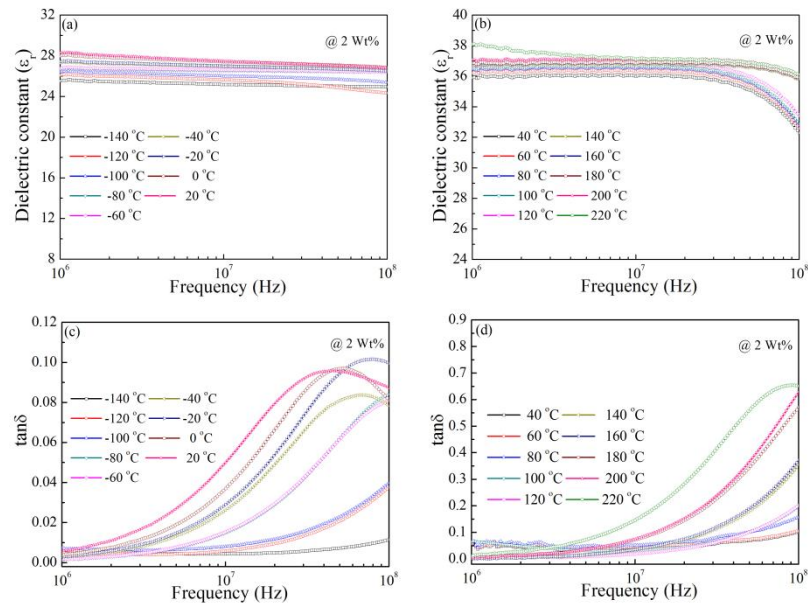 (a)
@ 2 Wt%
Dielectric constant (εr)
32
28
24
20
16
12
8
-140 °C -40 °C
-120 °C -20 °C
-100 °C 0 °C
-80 °C 20 °C
-60 °C
10^6 10^7 10^8
Frequency (Hz)
(b)
@ 2 Wt%
Dielectric constant (εr)
40
38
36
34
32
30
28
26
24
40 °C 140 °C
60 °C 160 °C
80 °C 180 °C
100 °C 200 °C
120 °C 220 °C
10^6 10^7 10^8
Frequency (Hz)
(c)
@ 2 Wt%
tanδ
0.12
0.10
0.08
0.06
0.04
0.02
0.00
-140 °C -40 °C
-120 °C -20 °C
-100 °C 0 °C
-80 °C 20 °C
-60 °C
10^6 10^7 10^8
Frequency (Hz)
(d)
@ 2 Wt%
tanδ
0.9
0.8
0.7
0.6
0.5
0.4
0.3
0.2
0.1
0.0
40 °C 140 °C
60 °C 160 °C
80 °C 180 °C
100 °C 200 °C
120 °C 220 °C
10^6 10^7 10^8
Frequency (Hz)